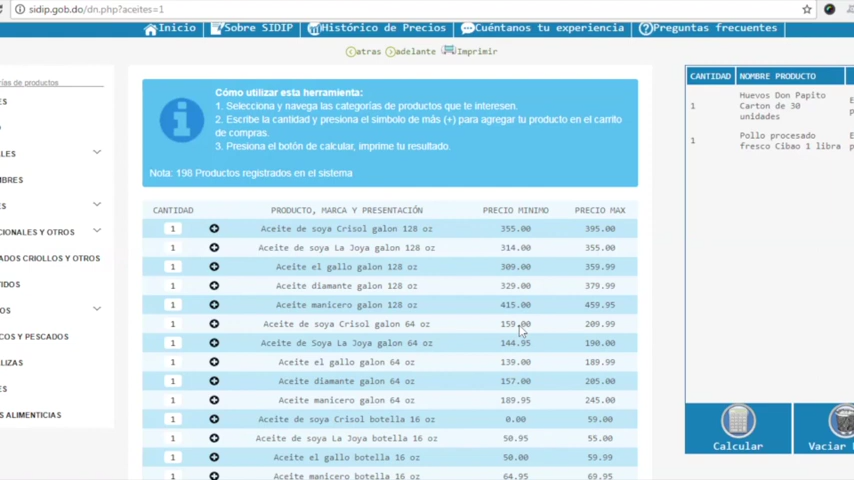 sidip.gob.do/dn.php?aceites=1
Inicio Sobre SIDIP Histórico de Precios Cuéntanos tu experiencia Preguntas frecuentes
atras adelante Imprimir
rías de productos
ES
O
LES
MBRES
ES
CIONALES Y OTROS
ADOS CRIOLLOS Y OTROS
TIDOS
OS
COS Y PESCADOS
LIZAS
ES
S ALIMENTICIAS
Cómo utilizar esta herramienta:
1. Selecciona y navega las categorías de productos que te interesen.
2. Escribe la cantidad y presiona el simbolo de más (+) para agregar tu producto en el carrito
de compras.
3. Presiona el botón de calcular, imprime tu resultado.
Nota: 198 Productos registrados en el sistema
CANTIDAD PRODUCTO, MARCA Y PRESENTACIÓN PRECIO MINIMO PRECIO MAX
1 Aceite de soya Crisol galon 128 oz 355.00 395.00
1 Aceite de soya La Joya galon 128 oz 314.00 355.00
1 Aceite el gallo galon 128 oz 309.00 359.99
1 Aceite diamante galon 128 oz 329.00 379.99
1 Aceite manicero galon 128 oz 415.00 459.95
1 Aceite de soya Crisol galon 64 oz 159.00 209.99
1 Aceite de Soya La Joya galon 64 oz 144.95 190.00
1 Aceite el gallo galon 64 oz 139.00 189.99
1 Aceite diamante galon 64 oz 157.00 205.00
1 Aceite manicero galon 64 oz 189.95 245.00
1 Aceite de soya Crisol botella 16 oz 0.00 59.00
1 Aceite de soya La Joya botella 16 oz 50.95 55.00
1 Aceite el gallo botella 16 oz 50.00 59.99
1 Aceite manicero botella 16 oz 64.95 69.95
CANTIDAD NOMBRE PRODUCTO
1 Huevos Don Papito
Carton de 30
unidades
1 Pollo procesado
fresco Cibao 1 libra
Calcular Vaciar